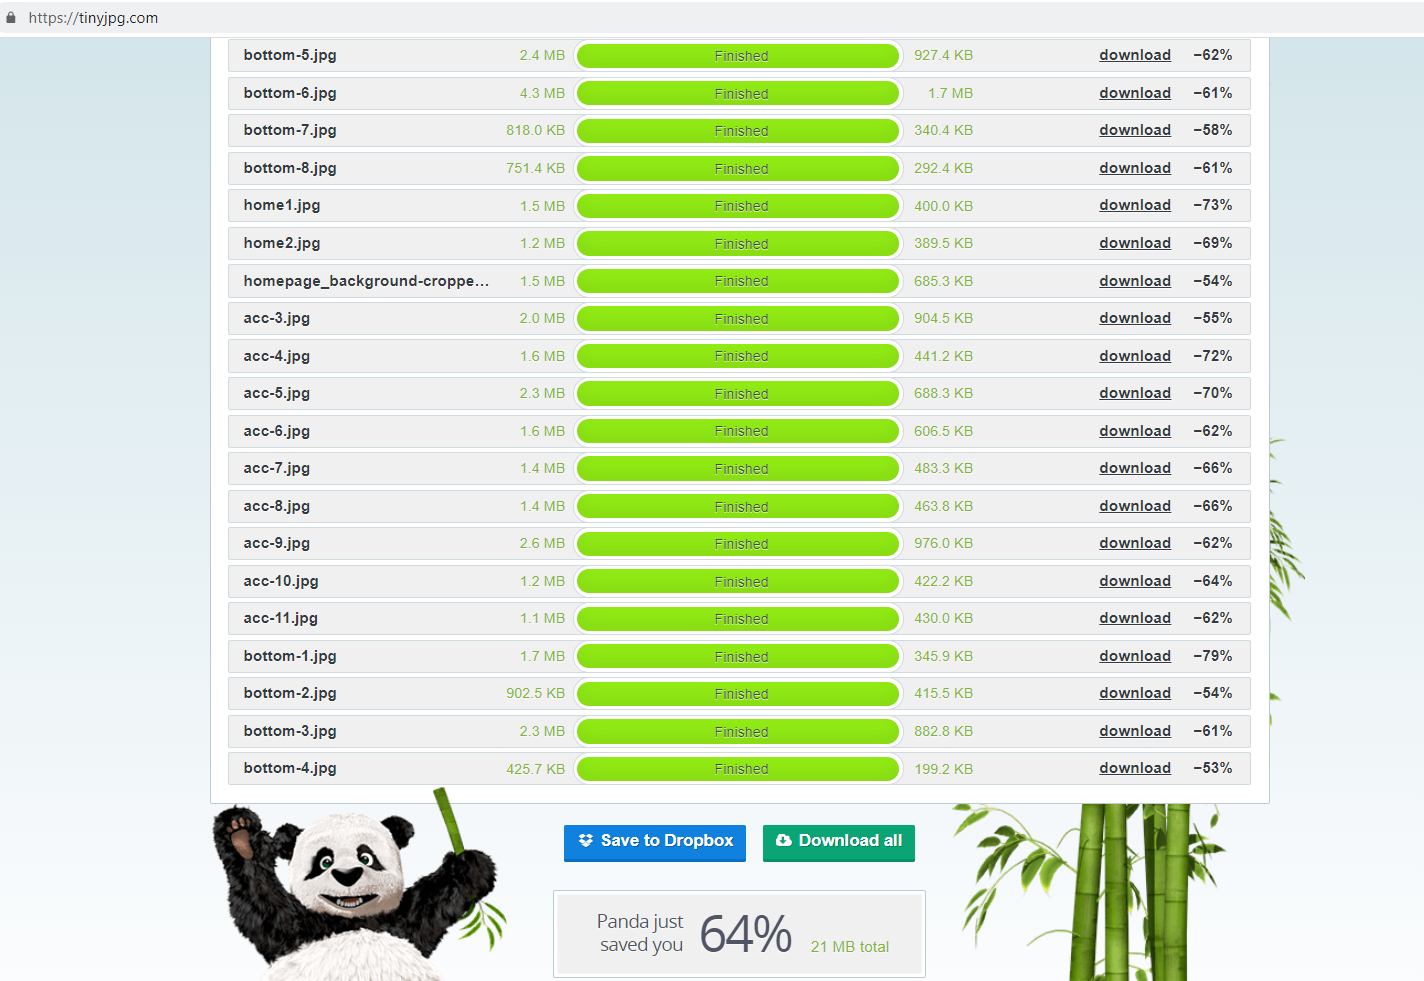 https://tinyjpg.com
bottom-5.jpg 2.4 MB Finished 927.4 KB download −62%
bottom-6.jpg 4.3 MB Finished 1.7 MB download −61%
bottom-7.jpg 818.0 KB Finished 340.4 KB download −58%
bottom-8.jpg 751.4 KB Finished 292.4 KB download −61%
home1.jpg 1.5 MB Finished 400.0 KB download −73%
home2.jpg 1.2 MB Finished 389.5 KB download −69%
homepage_background-croppe... 1.5 MB Finished 685.3 KB download −54%
acc-3.jpg 2.0 MB Finished 904.5 KB download −55%
acc-4.jpg 1.6 MB Finished 441.2 KB download −72%
acc-5.jpg 2.3 MB Finished 688.3 KB download −70%
acc-6.jpg 1.6 MB Finished 606.5 KB download −62%
acc-7.jpg 1.4 MB Finished 483.3 KB download −66%
acc-8.jpg 1.4 MB Finished 463.8 KB download −66%
acc-9.jpg 2.6 MB Finished 976.0 KB download −62%
acc-10.jpg 1.2 MB Finished 422.2 KB download −64%
acc-11.jpg 1.1 MB Finished 430.0 KB download −62%
bottom-1.jpg 1.7 MB Finished 345.9 KB download −79%
bottom-2.jpg 902.5 KB Finished 415.5 KB download −54%
bottom-3.jpg 2.3 MB Finished 882.8 KB download −61%
bottom-4.jpg 425.7 KB Finished 199.2 KB download −53%
Save to Dropbox Download all
Panda just
saved you 64% 21 MB total